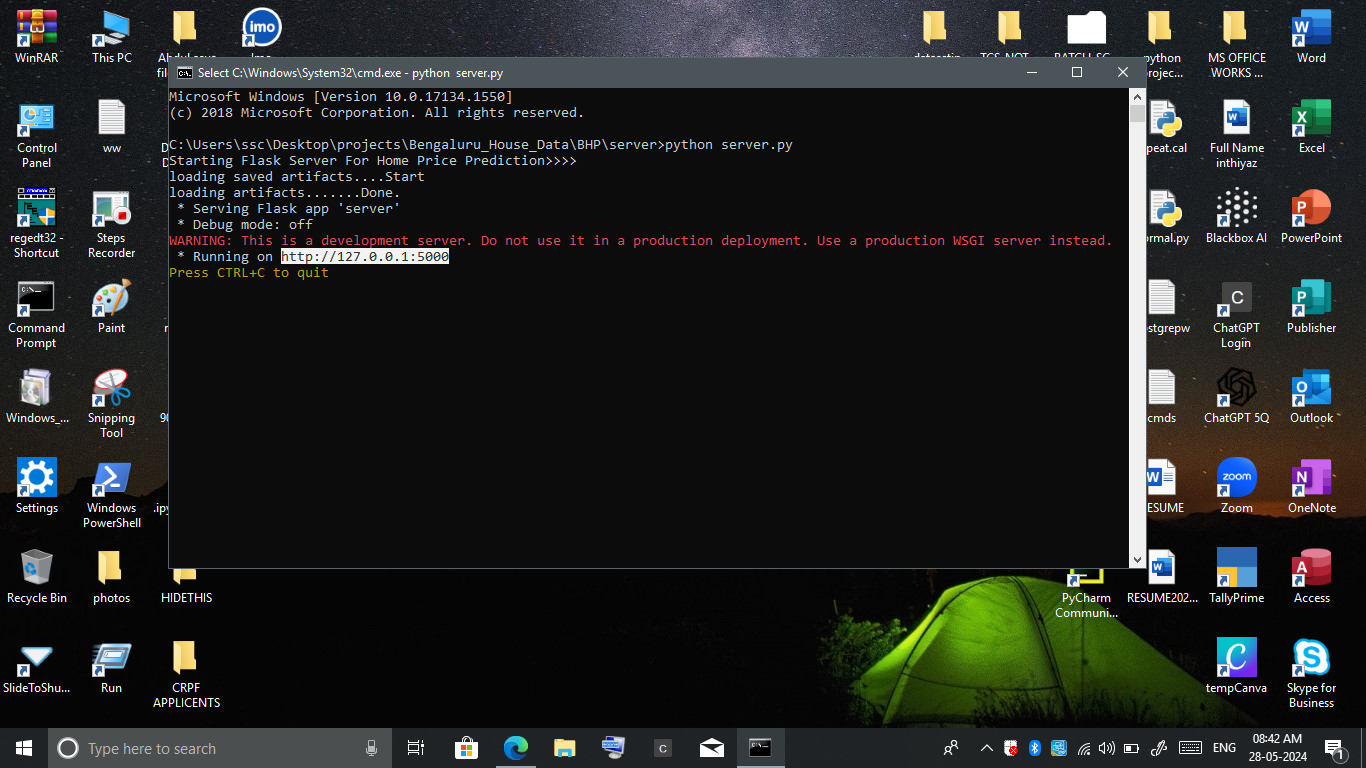 WinRAR
This PC
imo
TCS-NOT...
MS OFFICE
WORKS ...
Word
Select C:\Windows\System32\cmd.exe - python  server.py
Microsoft Windows [Version 10.0.17134.1550]
(c) 2018 Microsoft Corporation. All rights reserved.
C:\Users\ssc\Desktop\projects\Bengaluru_House_Data\BHP\server>python server.py
Starting Flask Server For Home Price Prediction>>>>
loading saved artifacts....Start
loading artifacts.......Done.
* Serving Flask app 'server'
* Debug mode: off
WARNING: This is a development server. Do not use it in a production deployment. Use a production WSGI server instead.
* Running on http://127.0.0.1:5000
Press CTRL+C to quit
Control
Panel
ww
peat.cal
Full Name
inthiyaz
Excel
regedt32 -
Shortcut
Steps
Recorder
ormal.py
Blackbox AI
PowerPoint
Command
Prompt
Paint
stgrepw
C
ChatGPT
Login
Publisher
Windows_...
Snipping
Tool
cmds
ChatGPT 5Q
Outlook
Settings
Windows
PowerShell
.ip
ESUME
zoom
Zoom
OneNote
Recycle Bin
photos
HIDETHIS
PyCharm
Communi...
RESUME202...
TallyPrime
Access
SlideToShu...
Run
CRPF
APPLICENTS
tempCanva
Skype for
Business
Type here to search
C
ENG
08:42 AM
28-05-2024
1